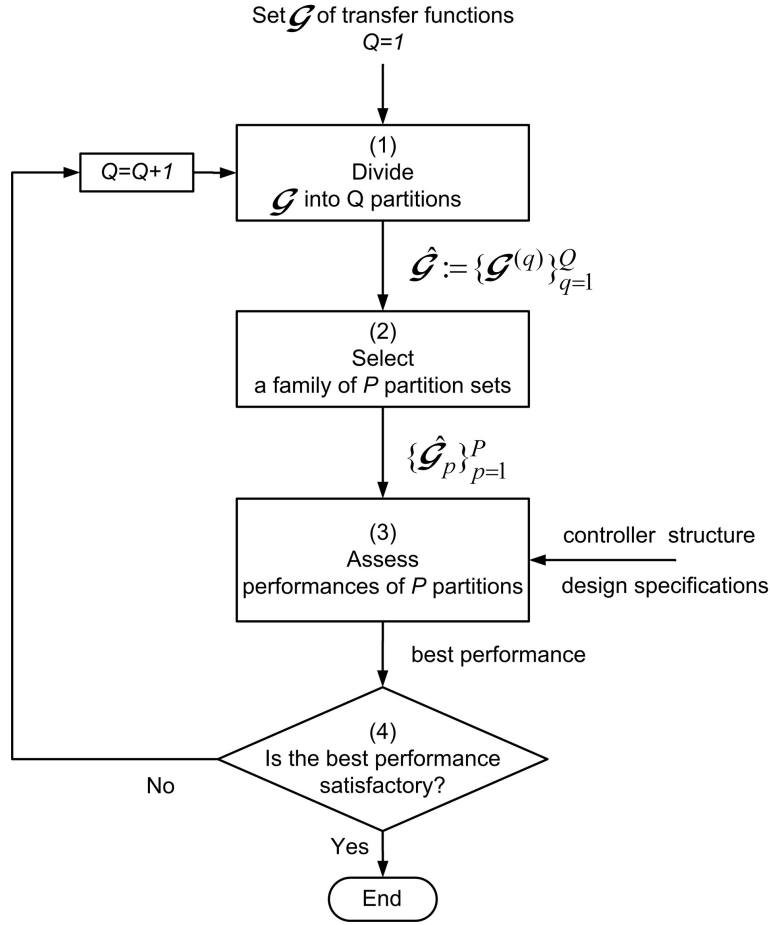 Set 𝓖 of transfer functions
Q=1
(1)
Divide
𝓖 into Q partitions
Q=Q+1
𝓖̂ := {𝓖^(q)}_{q=1}^Q
(2)
Select
a family of P partition sets
{𝓖̂_p}_{p=1}^P
(3)
Assess
performances of P partitions
controller structure
design specifications
best performance
(4)
Is the best performance
satisfactory?
No
Yes
End